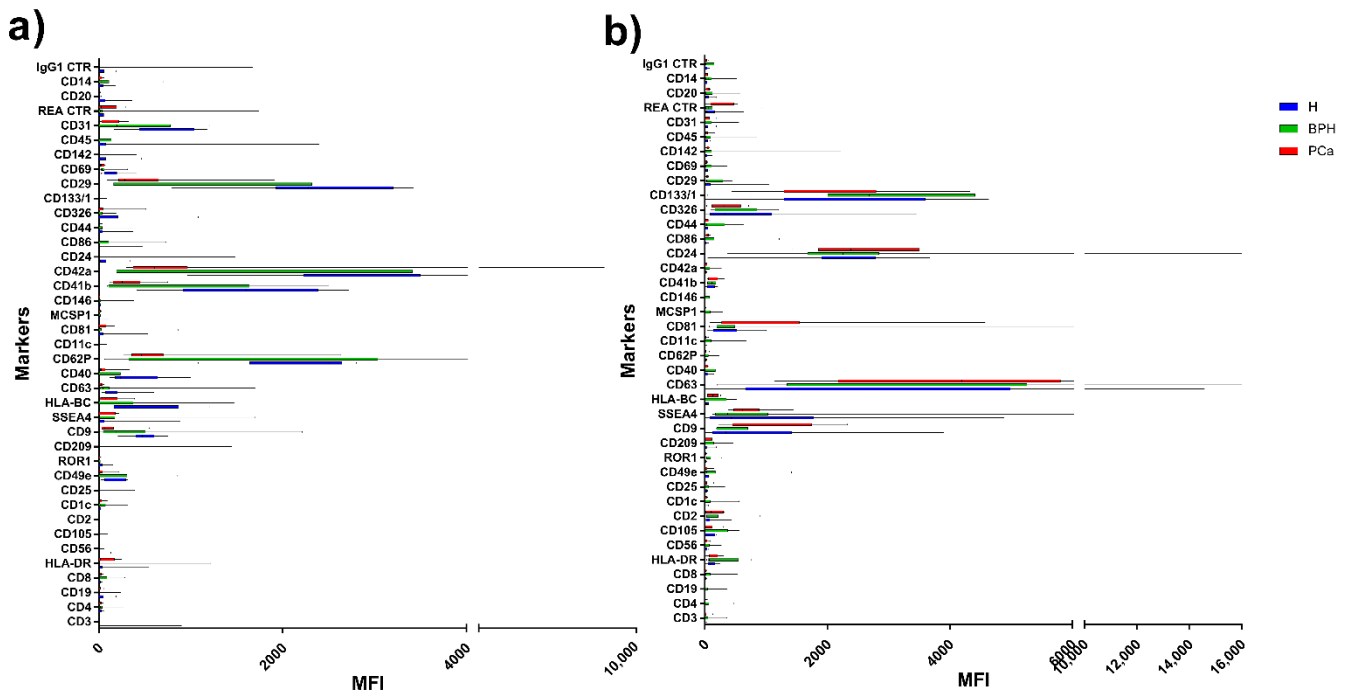 a)
Markers
IgG1 CTR
CD14
CD20
REA CTR
CD31
CD45
CD142
CD69
CD29
CD133/1
CD326
CD44
CD86
CD24
CD42a
CD41b
CD146
MCSP1
CD81
CD11c
CD62P
CD40
CD63
HLA-BC
SSEA4
CD9
CD209
ROR1
CD49e
CD25
CD1c
CD2
CD105
CD56
HLA-DR
CD8
CD19
CD4
CD3
0 2000 4000 10,000
MFI
b)
Markers
IgG1 CTR
CD14
CD20
REA CTR
CD31
CD45
CD142
CD69
CD29
CD133/1
CD326
CD44
CD86
CD24
CD42a
CD41b
CD146
MCSP1
CD81
CD11c
CD62P
CD40
CD63
HLA-BC
SSEA4
CD9
CD209
ROR1
CD49e
CD25
CD1c
CD2
CD105
CD56
HLA-DR
CD8
CD19
CD4
CD3
0 2000 4000 6000 8000 10,000 12,000 14,000 16,000
MFI
H
BPH
PCa